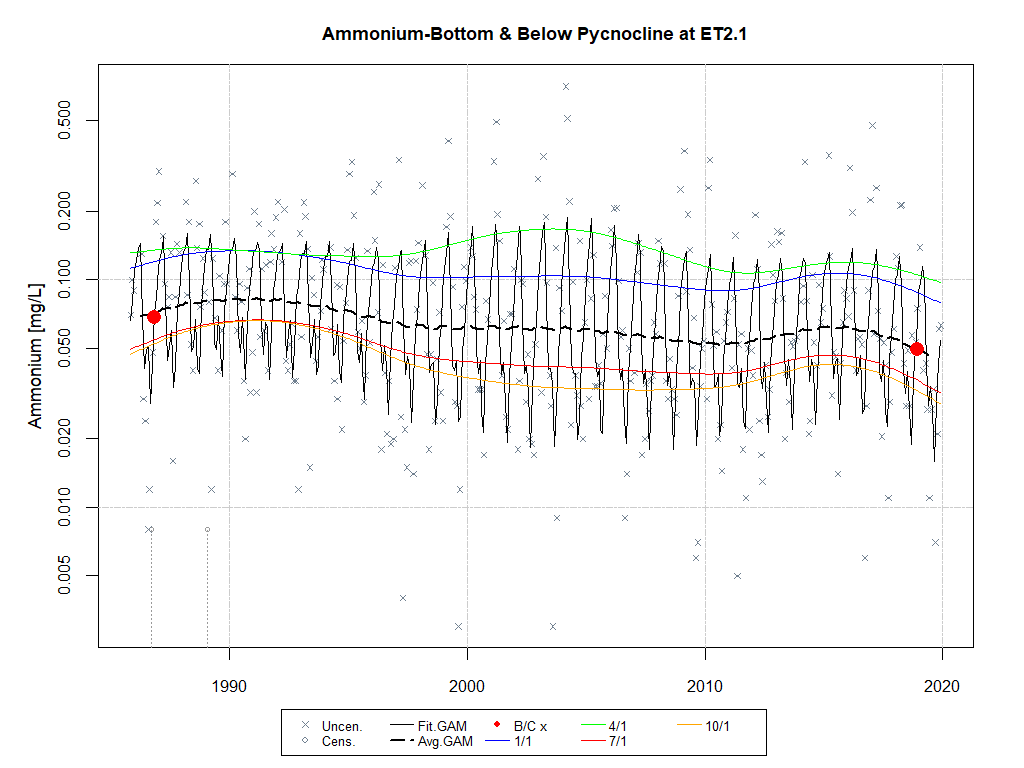 Ammonium-Bottom & Below Pycnocline at ET2.1
Ammonium [mg/L]
0.500
0.200
0.100
0.050
0.020
0.010
0.005
1990 2000 2010 2020
Uncen. Fit.GAM B/C x 4/1 10/1
Cens. Avg.GAM 1/1 7/1